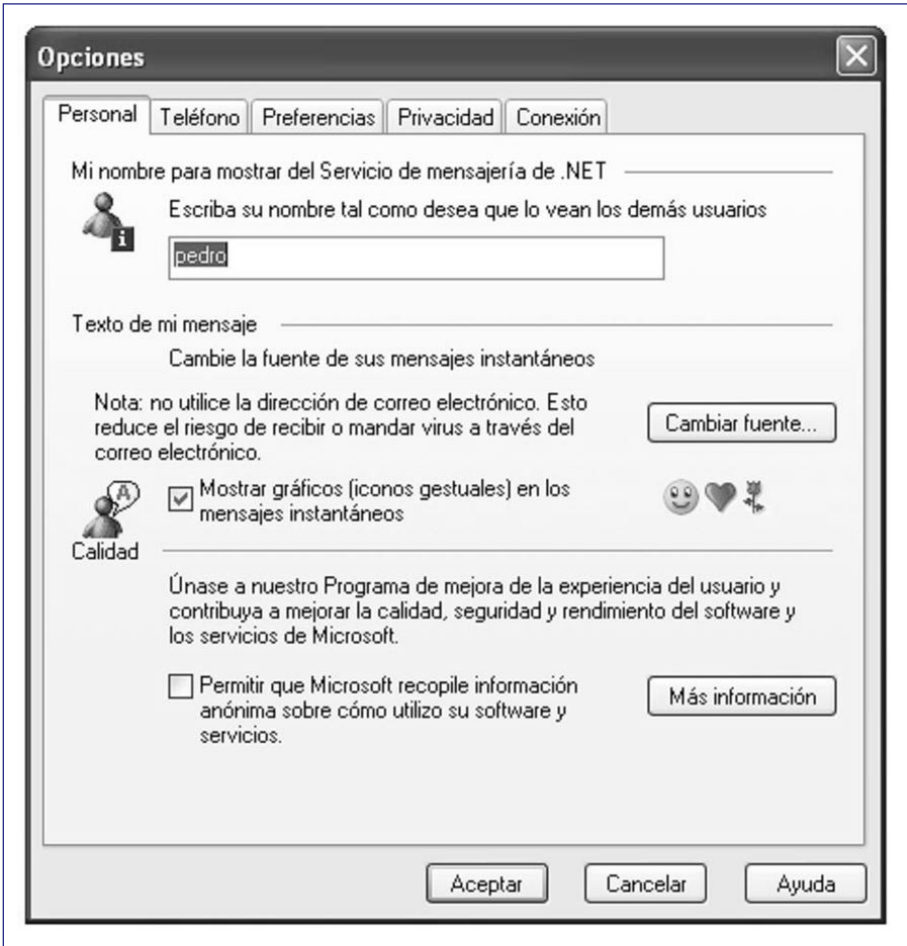 Opciones
Personal
Teléfono
Preferencias
Privacidad
Conexión
Mi nombre para mostrar del Servicio de mensajería de .NET
Escriba su nombre tal como desea que lo vean los demás usuarios
pedro
Texto de mi mensaje
Cambie la fuente de sus mensajes instantáneos
Nota: no utilice la dirección de correo electrónico. Esto
reduce el riesgo de recibir o mandar virus a través del
correo electrónico.
Cambiar fuente...
A
Mostrar gráficos (iconos gestuales) en los
mensajes instantáneos
Calidad
Únase a nuestro Programa de mejora de la experiencia del usuario y
contribuya a mejorar la calidad, seguridad y rendimiento del software y
los servicios de Microsoft.
Permitir que Microsoft recopile información
anónima sobre cómo utilizo su software y
servicios.
Más información
Aceptar
Cancelar
Ayuda